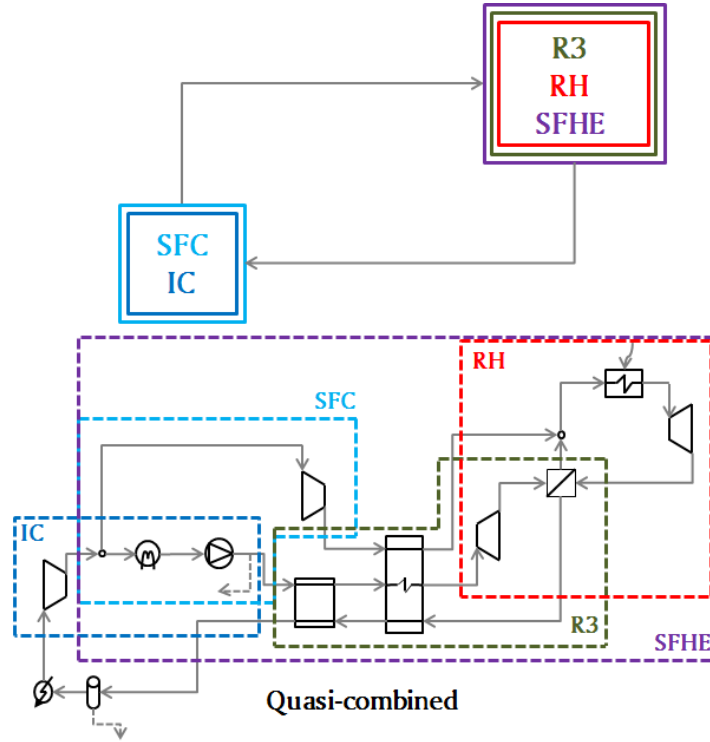 R3
RH
SFHE
SFC
IC
RH
SFC
IC
R3
SFHE
Quasi-combined